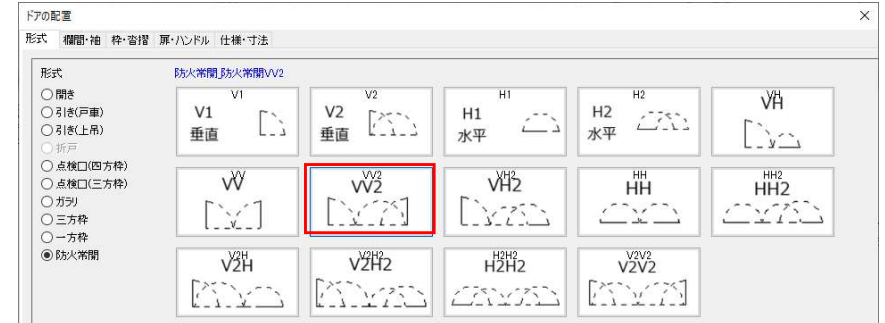 ドアの配置
形式 欄間・袖 枠・沓摺 扉・ハンドル 仕様・寸法
形式 防火常開_防火常開VV2
開き
引き(戸車)
引き(上吊)
折戸
点検口(四方枠)
点検口(三方枠)
ガラリ
三方枠
一方枠
防火常開
V1 V2 H1 H2 VH
V1 垂直 V2 垂直 H1 水平 H2 水平 VH
VV VV2 VH2 HH HH2
VV VV2 VH2 HH HH2
V2H V2H2 H2H2 V2V2
V2H V2H2 H2H2 V2V2